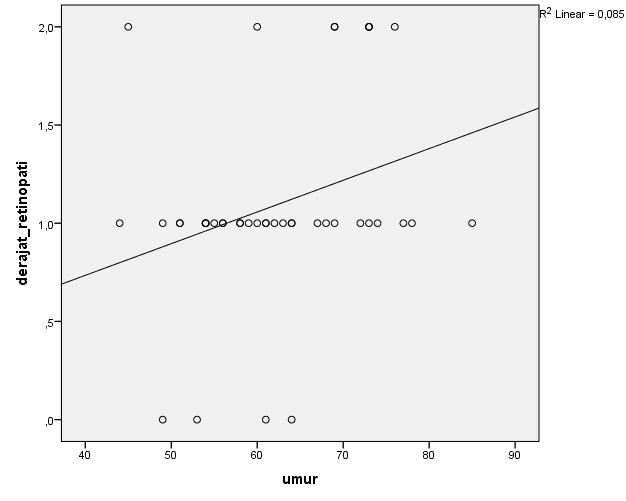 R2 Linear = 0,085
2,0
1,5
1,0
,5
,0
derajat_retinopati
40 50 60 70 80 90
umur